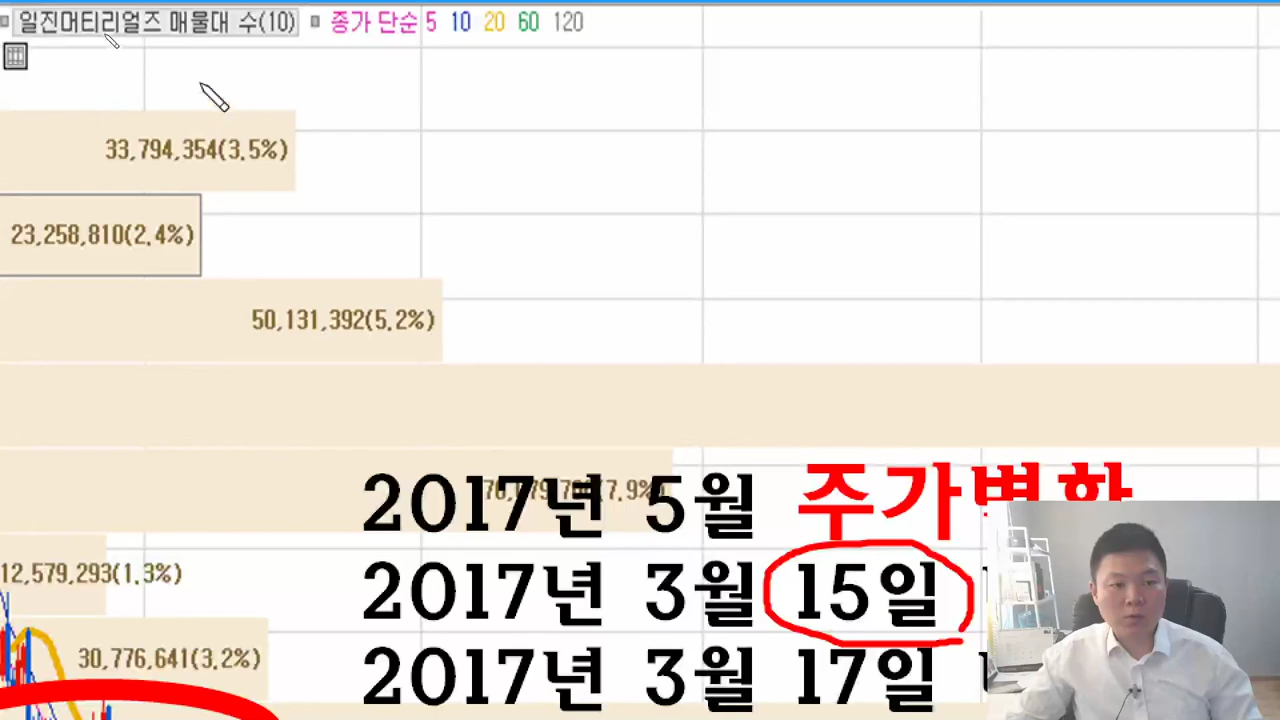 일진머티리얼즈 매물대 수(10) 종가 단순 5 10 20 60 120
33,794,354(3.5%)
23,258,810(2.4%)
50,131,392(5.2%)
2017년 5월 주가변화
2017년 3월 15일
12,579,293(1.3%)
2017년 3월 17일
30,776,641(3.2%)